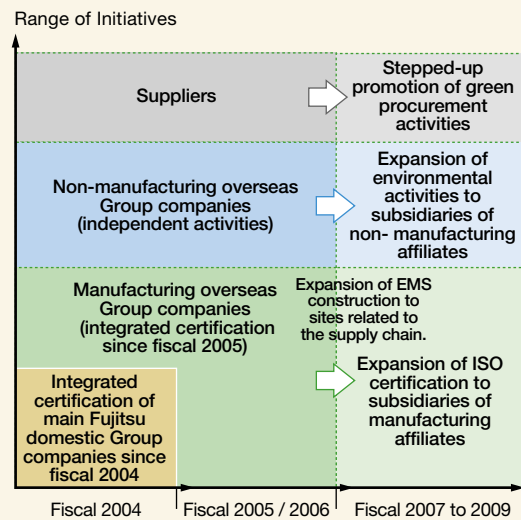 Range of Initiatives
Suppliers
Stepped-up
promotion of green
procurement
activities
Non-manufacturing overseas
Group companies
(independent activities)
Expansion of
environmental
activities to
subsidiaries of
non- manufacturing
affiliates
Manufacturing overseas
Group companies
(integrated certification
since fiscal 2005)
Expansion of EMS
construction to
sites related to
the supply chain.
Expansion of ISO
certification to
subsidiaries of
manufacturing
affiliates
Integrated
certification of
main Fujitsu
domestic Group
companies since
fiscal 2004
Fiscal 2004
Fiscal 2005 / 2006
Fiscal 2007 to 2009